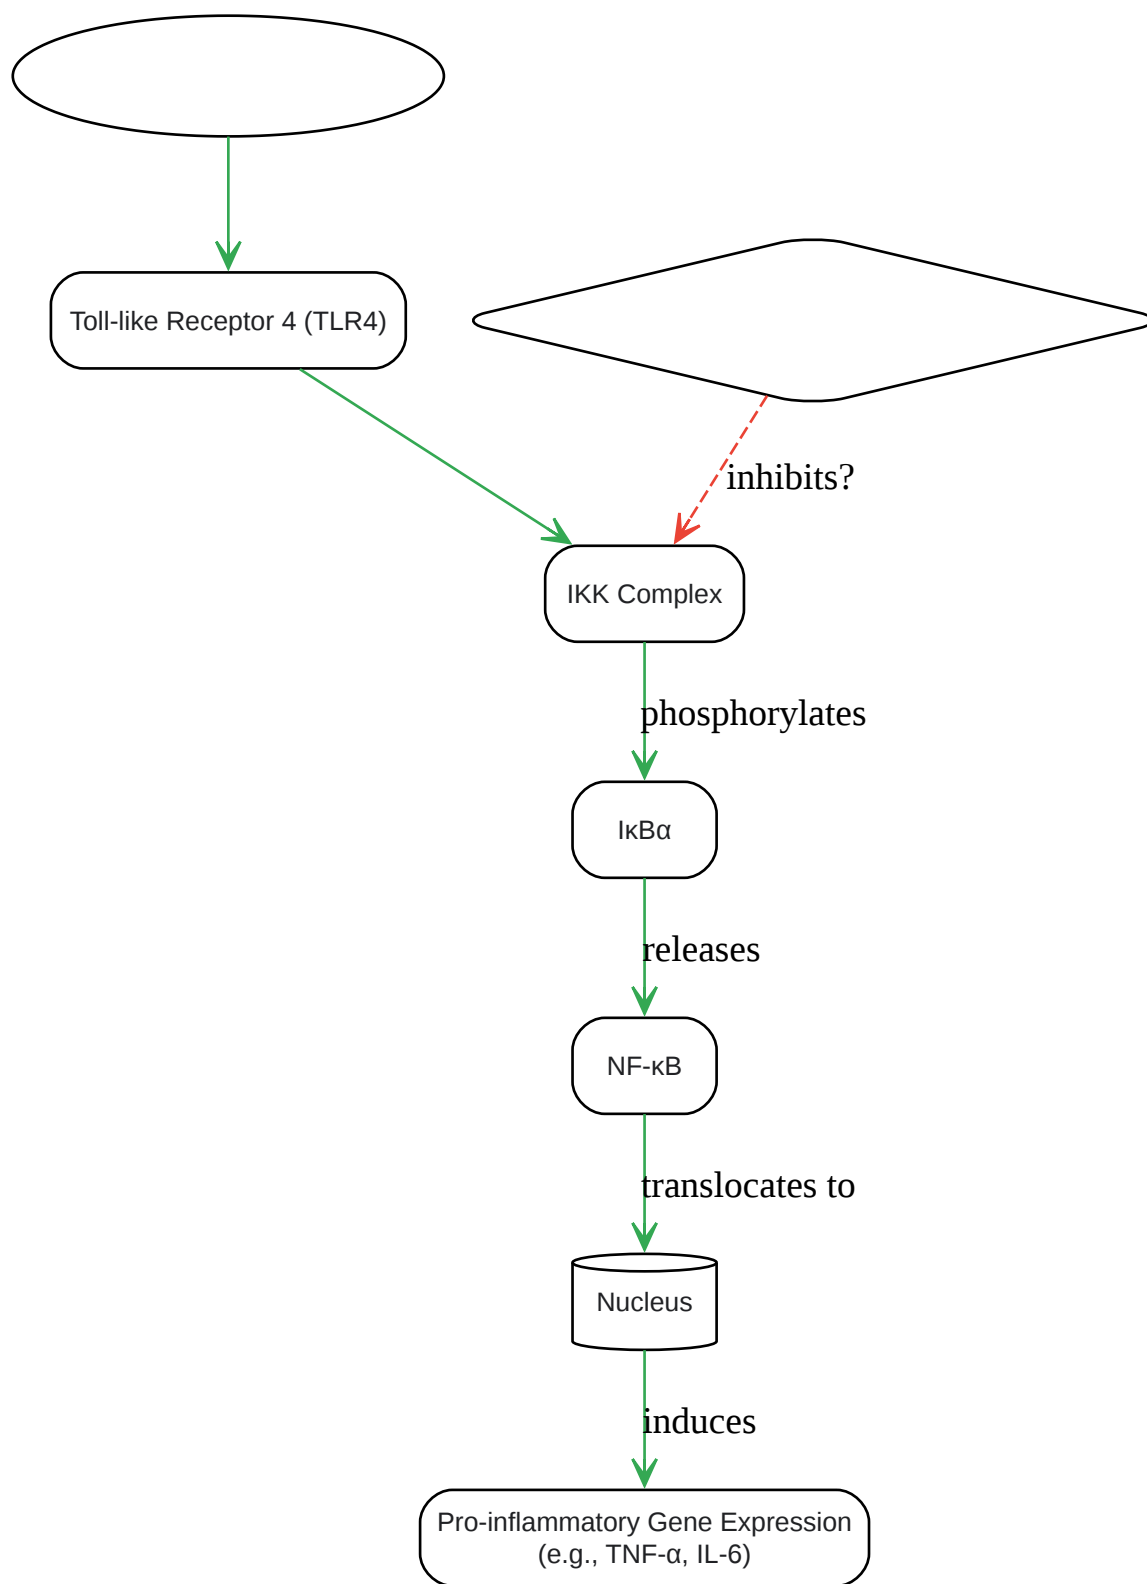 Toll-like Receptor 4 (TLR4)
inhibits?
IKK Complex
phosphorylates
IκBα
releases
NF-κB
translocates to
Nucleus
induces
Pro-inflammatory Gene Expression
(e.g., TNF-α, IL-6)